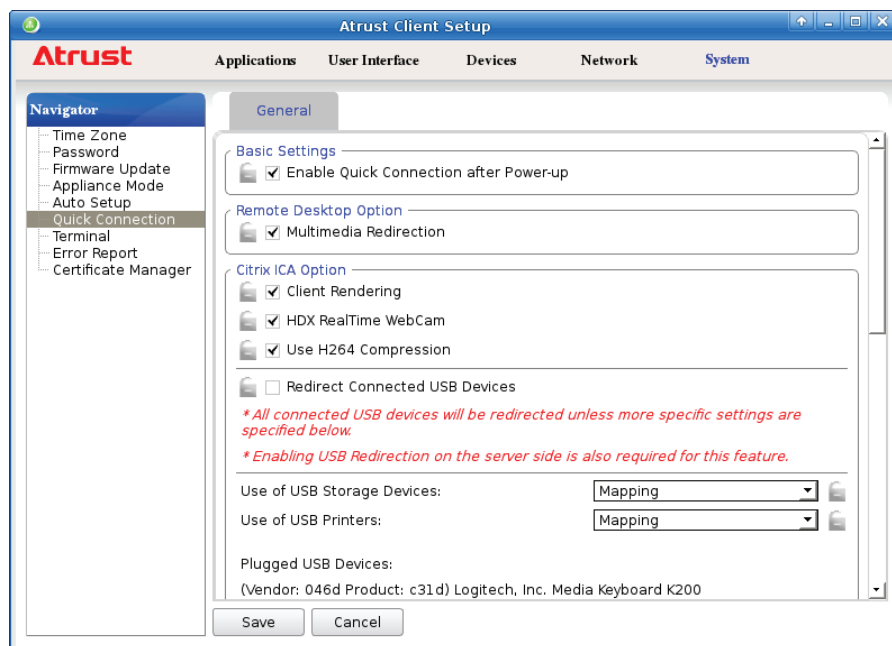 Atrust Client Setup
Atrust
Applications User Interface Devices Network System
Navigator
Time Zone
Password
Firmware Update
Appliance Mode
Auto Setup
Quick Connection
Terminal
Error Report
Certificate Manager
General
Basic Settings
Enable Quick Connection after Power-up
Remote Desktop Option
Multimedia Redirection
Citrix ICA Option
Client Rendering
HDX RealTime WebCam
Use H264 Compression
Redirect Connected USB Devices
* All connected USB devices will be redirected unless more specific settings are
specified below.
* Enabling USB Redirection on the server side is also required for this feature.
Use of USB Storage Devices: Mapping
Use of USB Printers: Mapping
Plugged USB Devices:
(Vendor: 046d Product: c31d) Logitech, Inc. Media Keyboard K200
Save Cancel